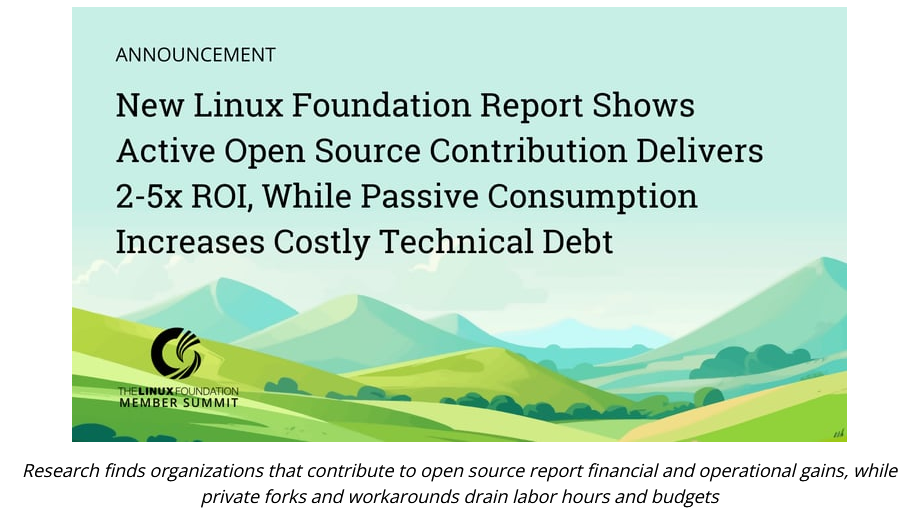 ANNOUNCEMENT
New Linux Foundation Report Shows
Active Open Source Contribution Delivers
2-5x ROI, While Passive Consumption
Increases Costly Technical Debt
THE LINUX FOUNDATION
MEMBER SUMMIT
Research finds organizations that contribute to open source report financial and operational gains, while
private forks and workarounds drain labor hours and budgets